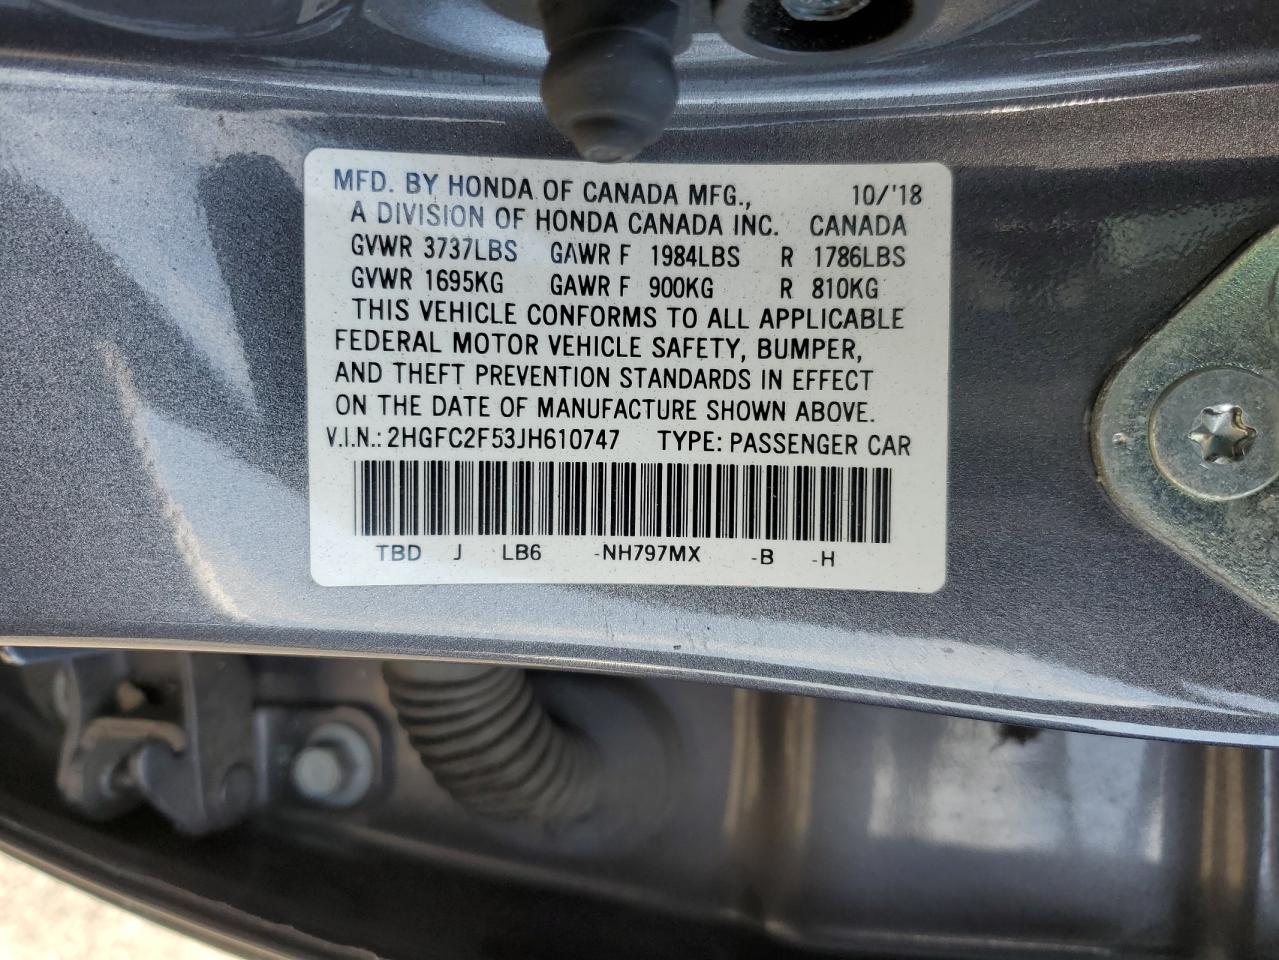 MFD. BY HONDA OF CANADA MFG., 10/'18
A DIVISION OF HONDA CANADA INC. CANADA
GVWR 3737LBS GAWR F 1984LBS R 1786LBS
GVWR 1695KG GAWR F 900KG R 810KG
THIS VEHICLE CONFORMS TO ALL APPLICABLE
FEDERAL MOTOR VEHICLE SAFETY, BUMPER,
AND THEFT PREVENTION STANDARDS IN EFFECT
ON THE DATE OF MANUFACTURE SHOWN ABOVE.
V.I.N.: 2HGFC2F53JH610747 TYPE: PASSENGER CAR
TBD J LB6 -NH797MX -B -H